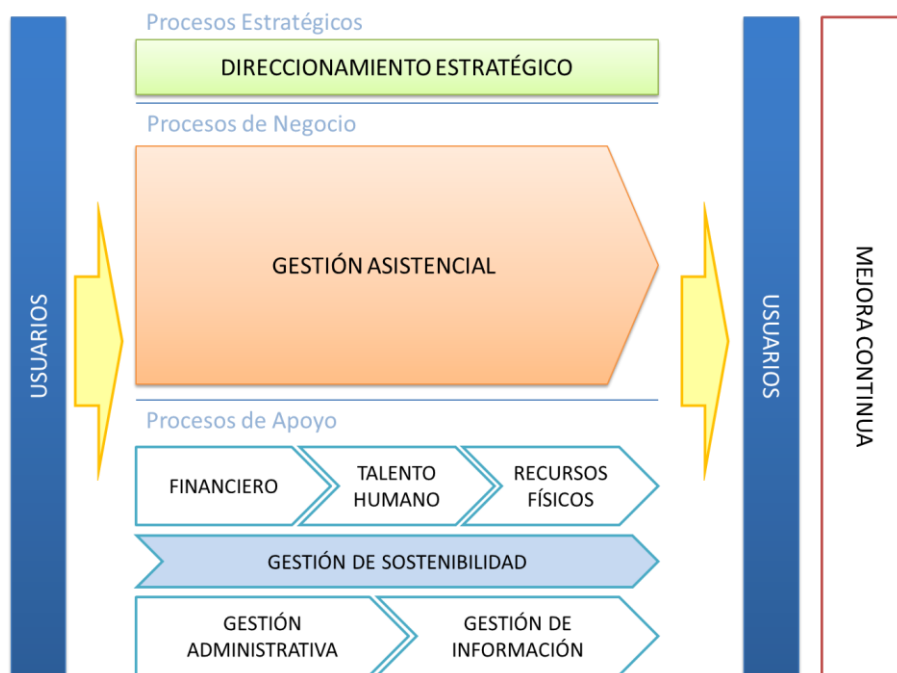 Procesos Estratégicos
DIRECCIONAMIENTO ESTRATÉGICO
Procesos de Negocio
GESTIÓN ASISTENCIAL
USUARIOS
USUARIOS
MEJORA CONTINUA
Procesos de Apoyo
FINANCIERO
TALENTO
HUMANO
RECURSOS
FÍSICOS
GESTIÓN DE SOSTENIBILIDAD
GESTIÓN
ADMINISTRATIVA
GESTIÓN DE
INFORMACIÓN